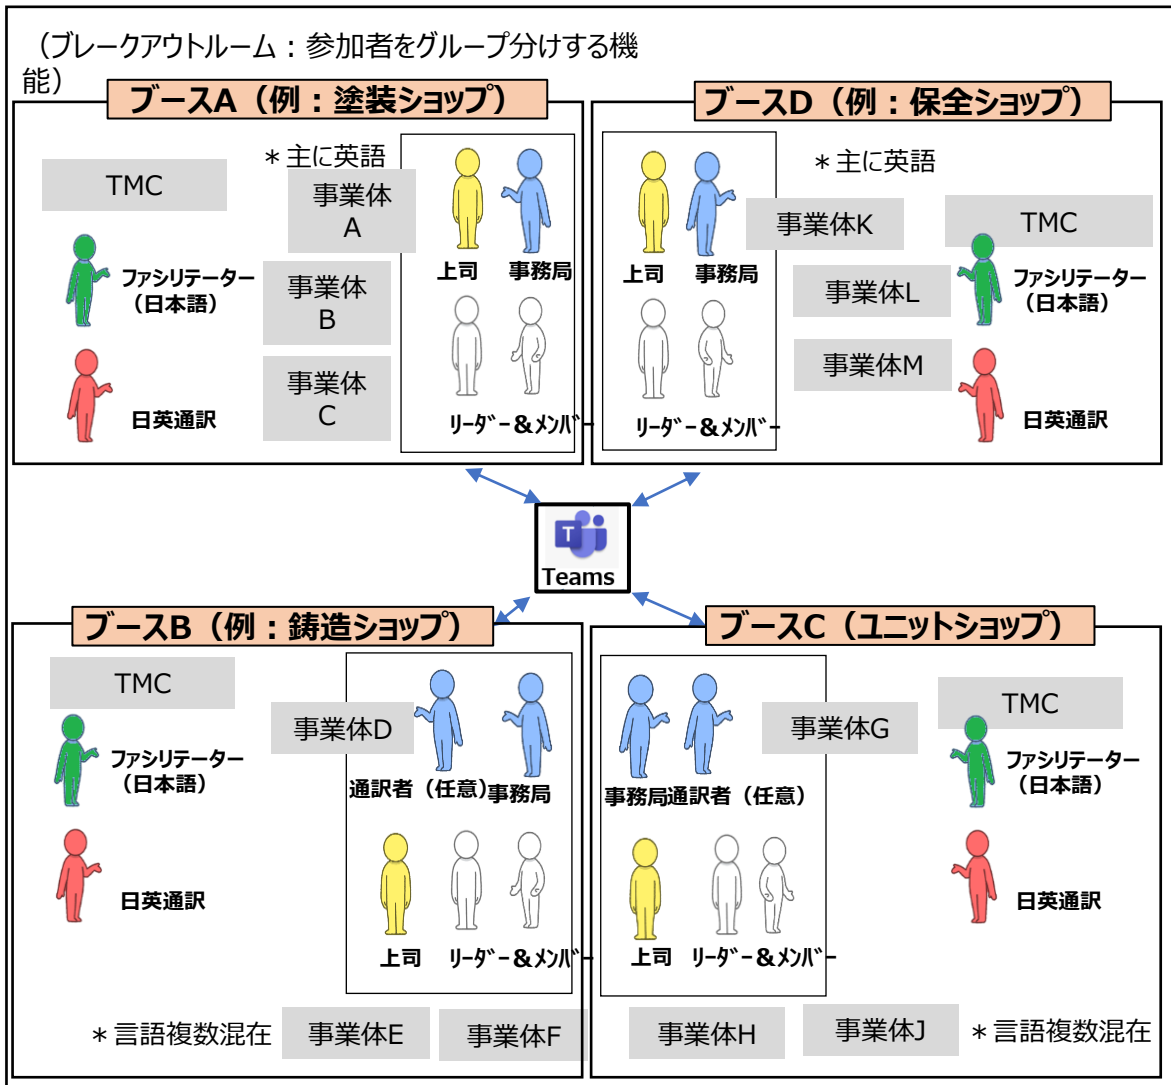 （ブレークアウトルーム：参加者をグループ分けする機
能）
ブースA（例：塗装ショップ）
＊主に英語
TMC
事業体
A
ファシリテーター
（日本語）
事業体
B
日英通訳
事業体
C
上司
事務局
リーダー＆メンバー
ブースD（例：保全ショップ）
＊主に英語
上司
事務局
リーダー＆メンバー
事業体K
TMC
事業体L
ファシリテーター
（日本語）
事業体M
日英通訳
T
Teams
ブースB（例：鋳造ショップ）
TMC
ファシリテーター
（日本語）
日英通訳
事業体D
通訳者（任意）
事務局
上司
リーダー＆メンバー
＊言語複数混在
事業体E
事業体F
ブースC（ユニットショップ）
事務局
通訳者（任意）
上司
リーダー＆メンバー
事業体G
TMC
ファシリテーター
（日本語）
日英通訳
事業体H
事業体J
＊言語複数混在